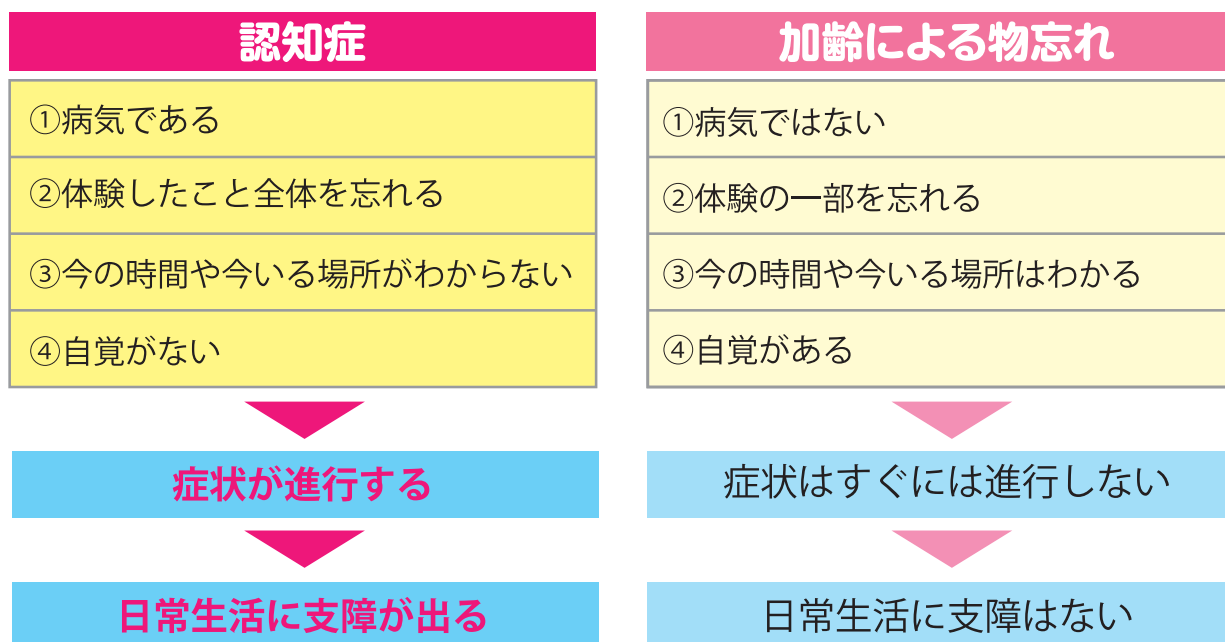 認知症
①病気である
②体験したこと全体を忘れる
③今の時間や今いる場所がわからない
④自覚がない
症状が進行する
日常生活に支障が出る
加齢による物忘れ
①病気ではない
②体験の一部を忘れる
③今の時間や今いる場所はわかる
④自覚がある
症状はすぐには進行しない
日常生活に支障はない